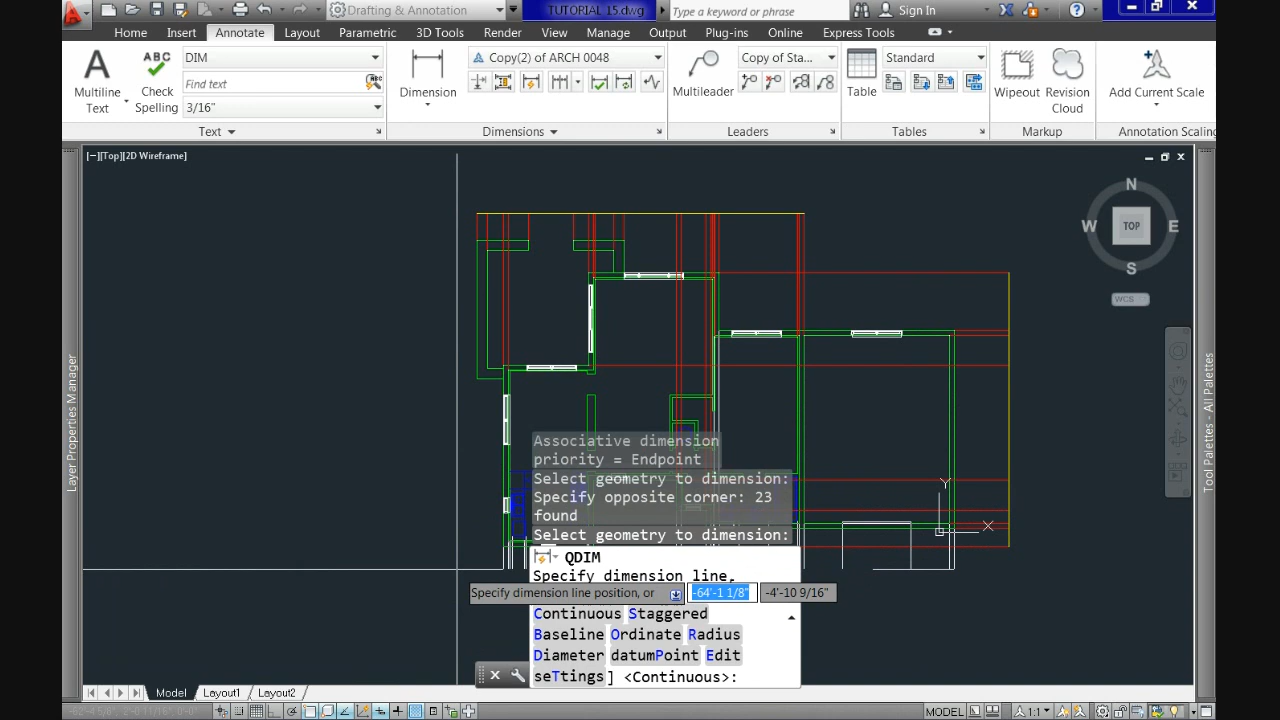 Drafting & Annotation
TUTORIAL 15.dwg
Type a keyword or phrase
Sign In
Home Insert Annotate Layout Parametric 3D Tools Render View Manage Output Plug-ins Online Express Tools
Multiline Text
Check Spelling
DIM
Find text
3/16"
Dimension
Copy(2) of ARCH 0048
Multileader
Copy of Sta...
Table
Standard
Wipeout
Revision Cloud
Add Current Scale
Text
Dimensions
Leaders
Tables
Markup
Annotation Scaling
[−][Top][2D Wireframe]
N
W TOP E
S
WCS
Layer Properties Manager
Tool Palettes - All Palettes
Y
X
Associative dimension
priority = Endpoint
Select geometry to dimension:
Specify opposite corner: 23
found
Select geometry to dimension:
QDIM
Specify dimension line,
Specify dimension line position, or
-64'-1 1/8"
-4'-10 9/16"
Continuous Staggered
Baseline Ordinate Radius
Diameter datumPoint Edit
seTtings] <Continuous>:
Model Layout1 Layout2
MODEL
1:1